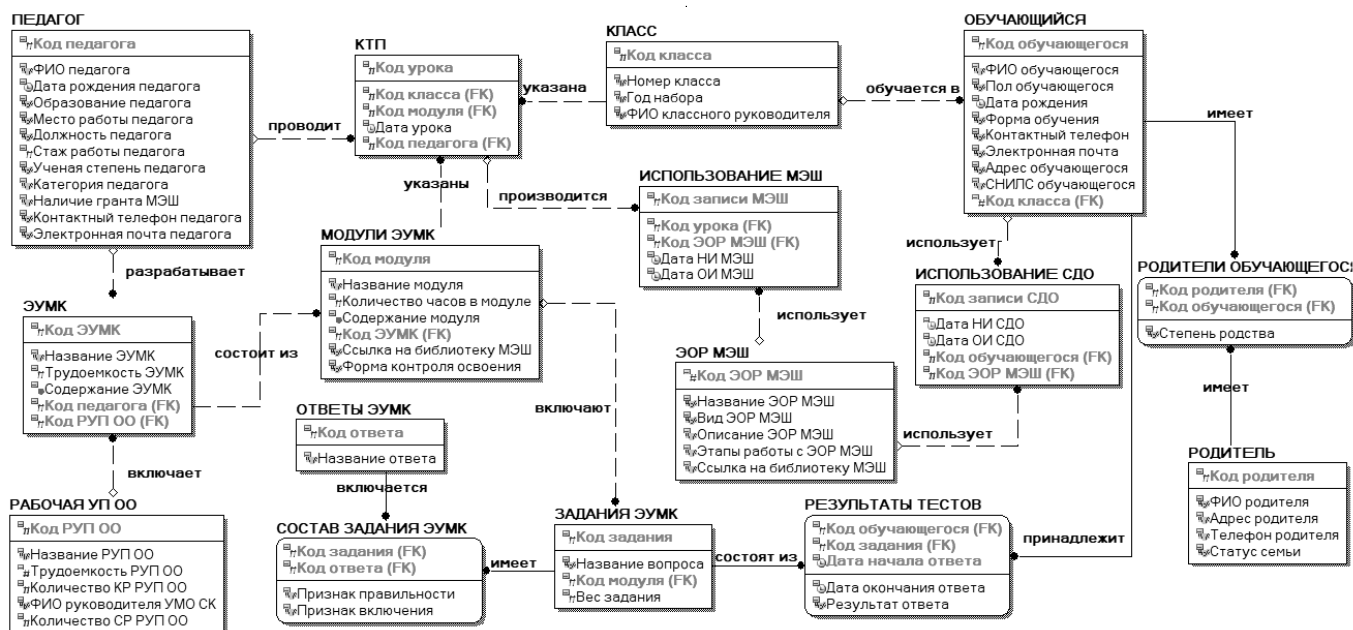 ПЕДАГОГ
Код педагога
ФИО педагога
Дата рождения педагога
Образование педагога
Место работы педагога
Должность педагога
Стаж работы педагога
Ученая степень педагога
Категория педагога
Наличие гранта МЭШ
Контактный телефон педагога
Электронная почта педагога
проводит
КТП
Код урока
Код класса (FK)
Код модуля (FK)
Дата урока
Код педагога (FK)
указана
КЛАСС
Код класса
Номер класса
Год набора
ФИО классного руководителя
обучается в
ОБУЧАЮЩИЙСЯ
Код обучающегося
ФИО обучающегося
Пол обучающегося
Дата рождения
Форма обучения
Контактный телефон
Электронная почта
Адрес обучающегося
СНИПС обучающегося
Код класса (FK)
имеет
указаны
производится
ИСПОЛЬЗОВАНИЕ МЭШ
Код записи МЭШ
Код урока (FK)
Код ЭОР МЭШ (FK)
Дата НИ МЭШ
Дата ОИ МЭШ
использует
разрабатывает
МОДУЛИ ЭУМК
Код модуля
Название модуля
Количество часов в модуле
Содержание модуля
Код ЭУМК (FK)
Ссылка на библиотеку МЭШ
Форма контроля освоения
использует
ИСПОЛЬЗОВАНИЕ СДО
Код записи СДО
Дата НИ СДО
Дата ОИ СДО
Код обучающегося (FK)
Код ЭОР МЭШ (FK)
РОДИТЕЛИ ОБУЧАЮЩЕГОСЯ
Код родителя (FK)
Код обучающегося (FK)
Степень родства
ЭУМК
Код ЭУМК
Название ЭУМК
Трудоемкость ЭУМК
Содержание ЭУМК
Код педагога (FK)
Код РУП ОО (FK)
состоит из
ЭОР МЭШ
Код ЭОР МЭШ
Название ЭОР МЭШ
Вид ЭОР МЭШ
Описание ЭОР МЭШ
Этапы работы с ЭОР МЭШ
Ссылка на библиотеку МЭШ
использует
имеет
включают
ОТВЕТЫ ЭУМК
Код ответа
Название ответа
включается
включает
РОДИТЕЛЬ
Код родителя
ФИО родителя
Адрес родителя
Телефон родителя
Статус семьи
РАБОЧАЯ УП ОО
Код РУП ОО
Название РУП ОО
Трудоемкость РУП ОО
Количество КР РУП ОО
ФИО руководителя УМО СК
Количество СР РУП ОО
СОСТАВ ЗАДАНИЯ ЭУМК
Код задания (FK)
Код ответа (FK)
Признак правильности
Признак включения
имеет
ЗАДАНИЯ ЭУМК
Код задания
Название вопроса
Код модуля (FK)
Вес задания
состоят из
РЕЗУЛЬТАТЫ ТЕСТОВ
Код обучающегося (FK)
Код задания (FK)
Дата начала ответа
Дата окончания ответа
Результат ответа
принадлежит